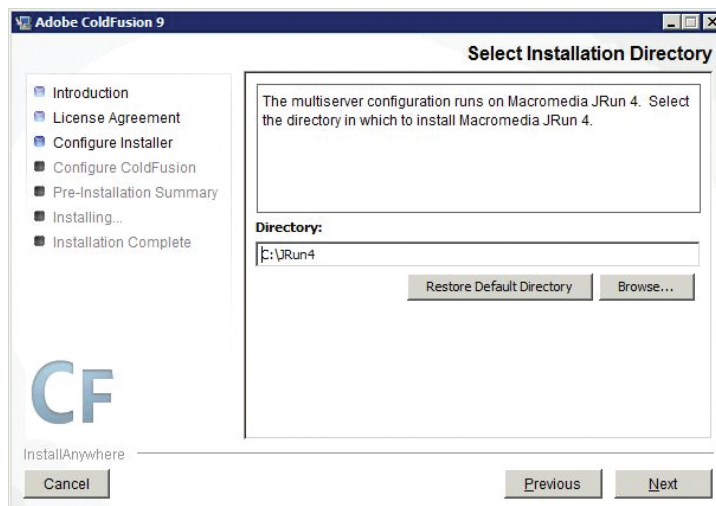 Adobe ColdFusion 9
Select Installation Directory
Introduction
License Agreement
Configure Installer
Configure ColdFusion
Pre-Installation Summary
Installing...
Installation Complete
The multiserver configuration runs on Macromedia JRun 4. Select
the directory in which to install Macromedia JRun 4.
Directory:
C:\JRun4
Restore Default Directory
Browse...
CF
InstallAnywhere
Cancel
Previous
Next